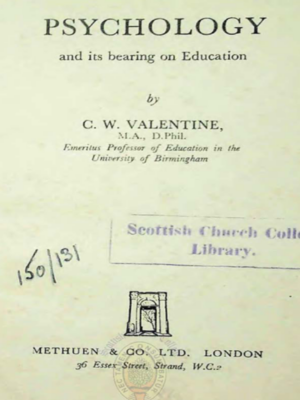 PSYCHOLOGY
and its bearing on Education
by
C. W. VALENTINE,
M.A., D.Phil.
Emeritus Professor of Education in the
University of Birmingham
Scottish Church Colle
Library.
150/131
METHUEN & CO. LTD. LONDON
36 Essex Street, Strand, W.C.2